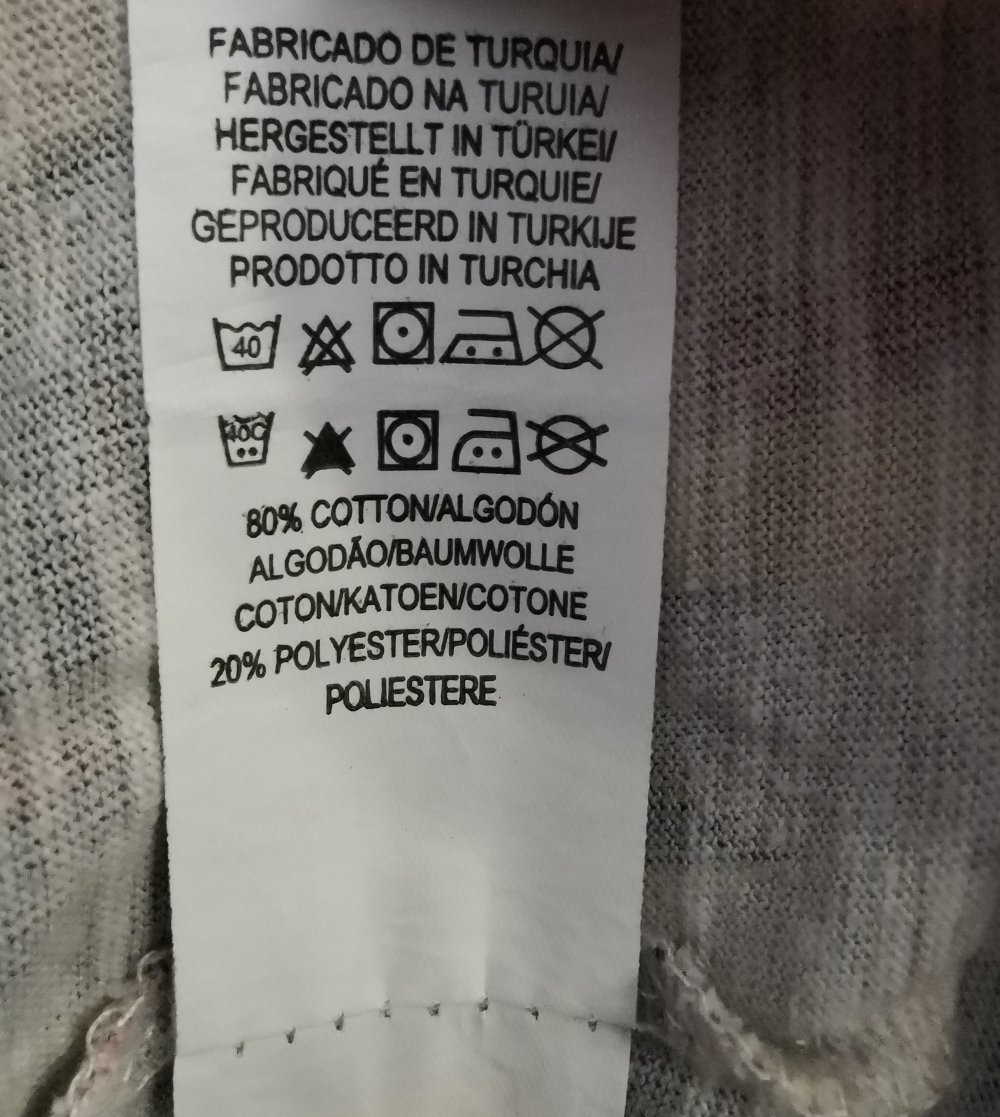 FABRICADO DE TURQUIA/
FABRICADO NA TURUIA/
HERGESTELLT IN TÜRKEI/
FABRIQUÉ EN TURQUIE/
GEPRODUCEERD IN TURKIJE
PRODOTTO IN TURCHIA
40
40C
80% COTTON/ALGODÓN
ALGODÃO/BAUMWOLLE
COTON/KATOEN/COTONE
20% POLYESTER/POLIÉSTER/
POLIESTERE